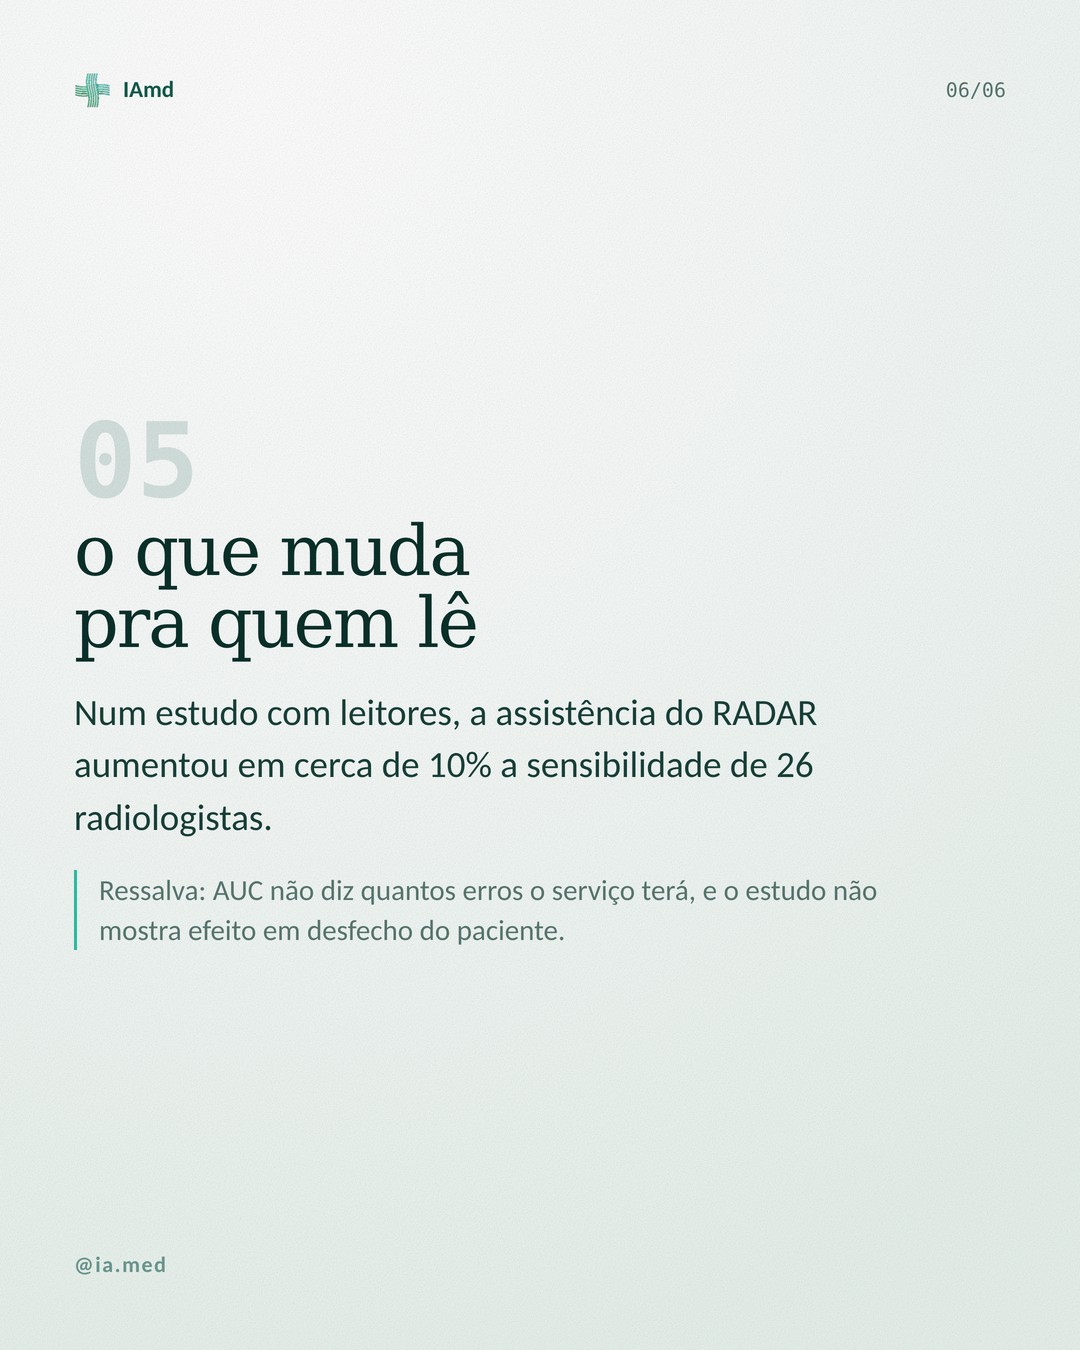 IAmd
06/06
05
o que muda
pra quem lê
Num estudo com leitores, a assistência do RADAR
aumentou em cerca de 10% a sensibilidade de 26
radiologistas.
Ressalva: AUC não diz quantos erros o serviço terá, e o estudo não
mostra efeito em desfecho do paciente.
@ia.med